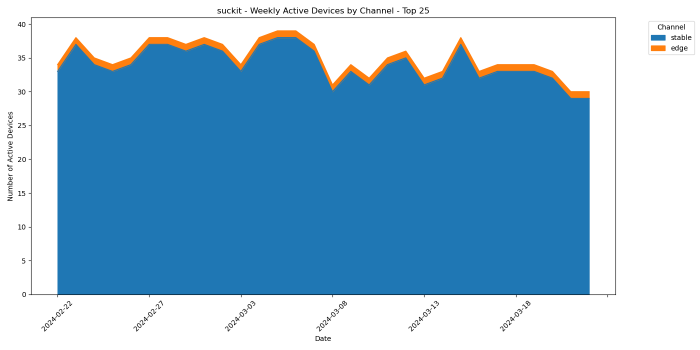 suckit - Weekly Active Devices by Channel - Top 25
Channel
stable
edge
Number of Active Devices
40
35
30
25
20
15
10
5
0
2024-02-22
2024-02-27
2024-03-03
2024-03-08
2024-03-13
2024-03-18
Date